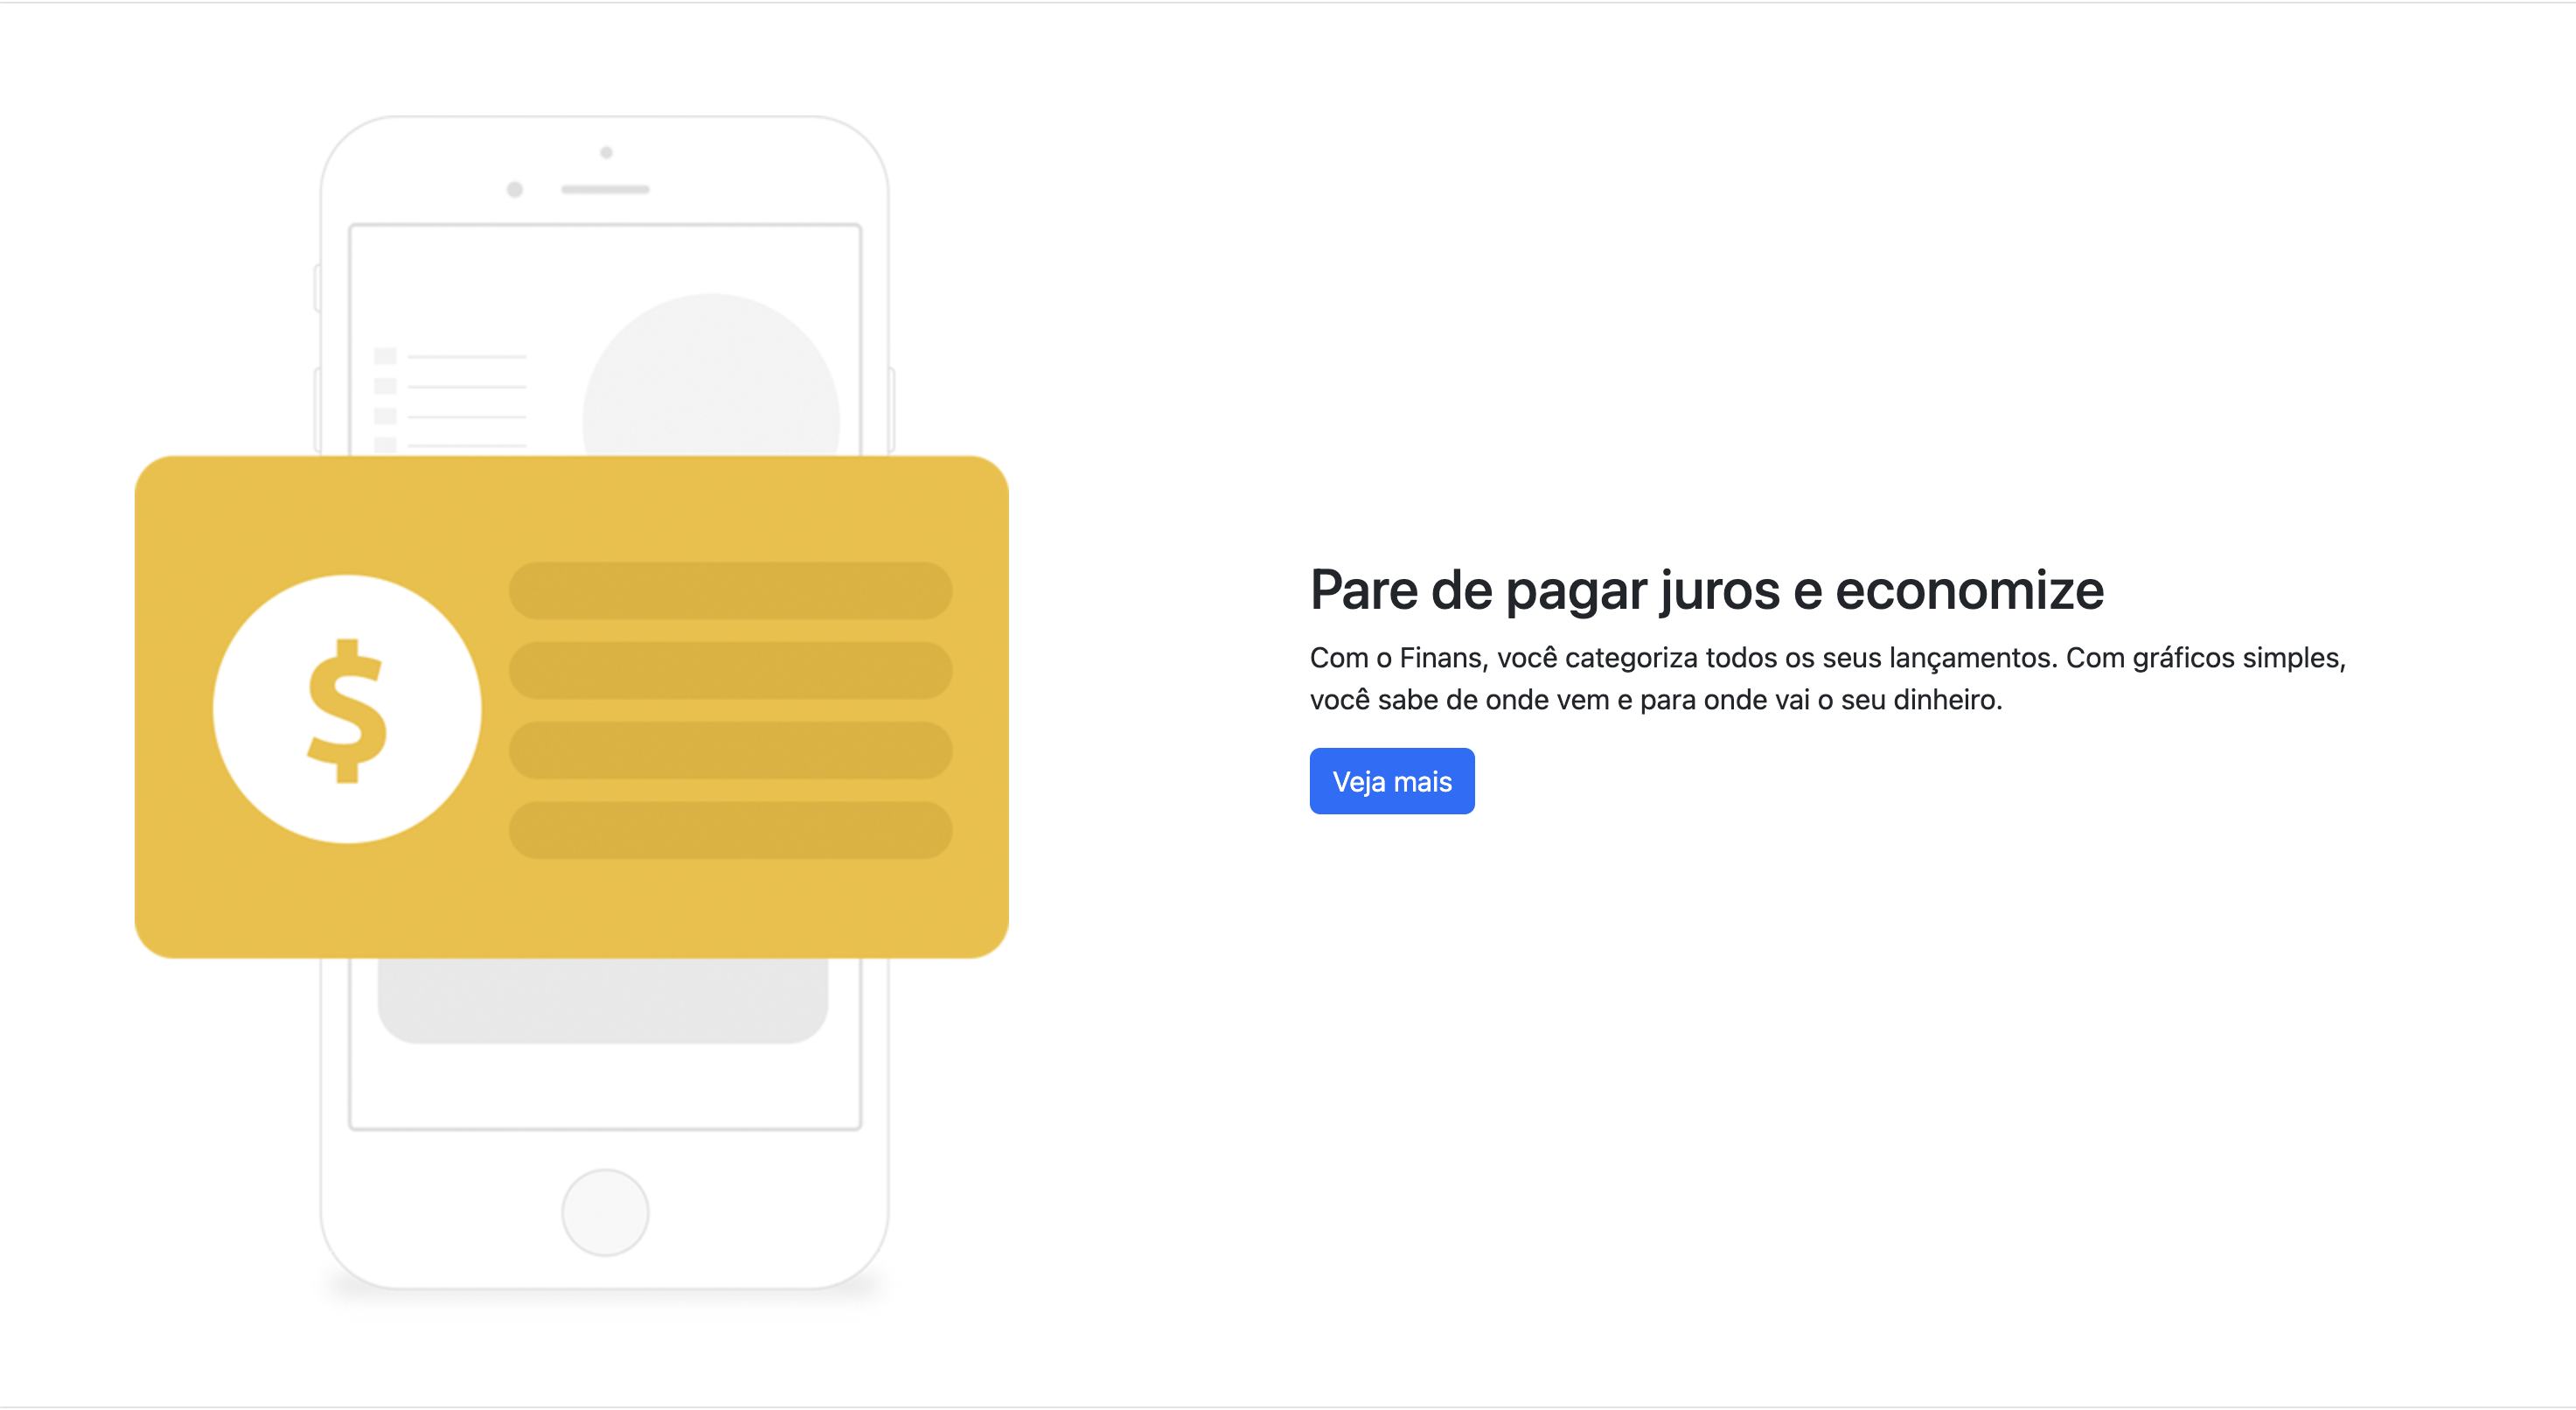 $
Pare de pagar juros e economize
Com o Finans, você categoriza todos os seus lançamentos. Com gráficos simples,
você sabe de onde vem e para onde vai o seu dinheiro.
Veja mais